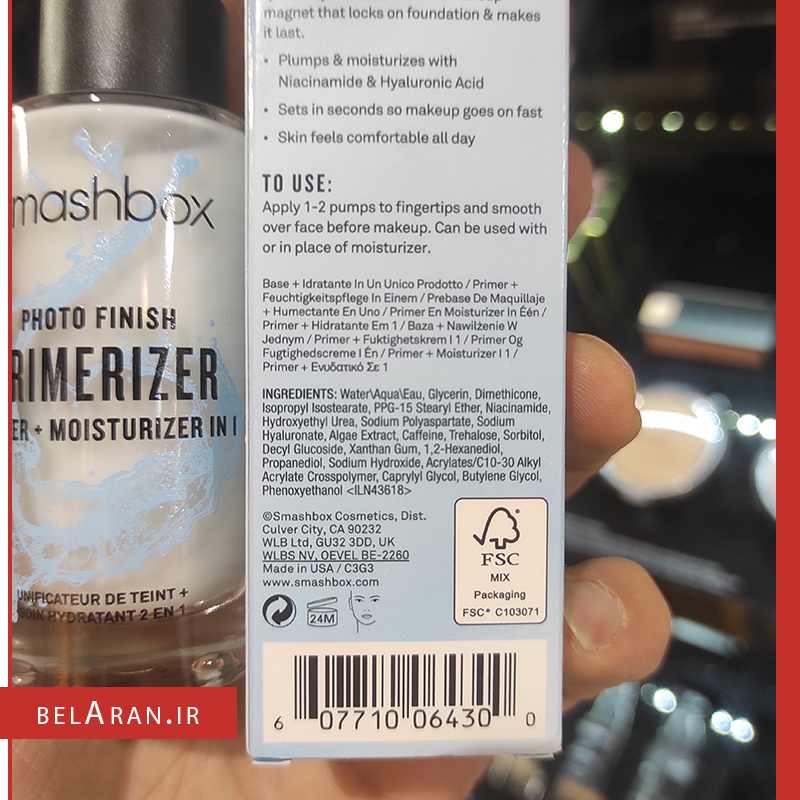 magnet that locks on foundation & makes
it last.
• Plumps & moisturizes with
Niacinamide & Hyaluronic Acid
• Sets in seconds so makeup goes on fast
• Skin feels comfortable all day
TO USE:
Apply 1-2 pumps to fingertips and smooth
over face before makeup. Can be used with
or in place of moisturizer.
Base + Idratante In Un Unico Prodotto / Primer +
Feuchtigkeitspflege In Einem / Prebase De Maquillaje
+ Humectante En Uno / Primer En Moisturizer In Één /
Primer + Hidratante Em 1 / Baza + Nawilżenie W
Jednym / Primer + Fuktighetskrem I 1 / Primer Og
Fugtighedscreme I Én / Primer + Moisturizer I 1 /
Primer + Ενυδατικό Σε 1
INGREDIENTS: Water\Aqua\Eau, Glycerin, Dimethicone,
Isopropyl Isostearate, PPG-15 Stearyl Ether, Niacinamide,
Hydroxyethyl Urea, Sodium Polyaspartate, Sodium
Hyaluronate, Algae Extract, Caffeine, Trehalose, Sorbitol,
Decyl Glucoside, Xanthan Gum, 1,2-Hexanediol,
Propanediol, Sodium Hydroxide, Acrylates/C10-30 Alkyl
Acrylate Crosspolymer, Caprylyl Glycol, Butylene Glycol,
Phenoxyethanol <ILN43618>
©Smashbox Cosmetics, Dist.
Culver City, CA 90232
WLB Ltd, GU32 3DD, UK
WLBS NV, OEVEL BE-2260
Made in USA / C3G3
www.smashbox.com
24M
FSC
MIX
Packaging
FSC® C103071
6 07710 06430 0
mashbox
PHOTO FINISH
RIMERIZER
ER + MOISTURIZER IN 1
UNIFICATEUR DE TEINT +
SOIN HYDRATANT 2 EN 1
BELARAN.IR